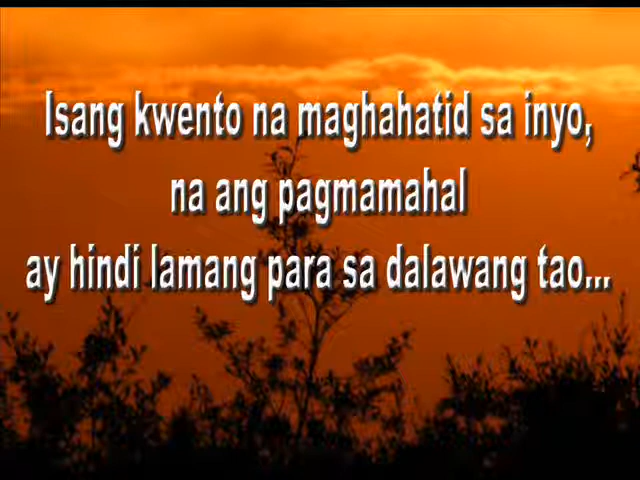 Isang kwento na maghahatid sa inyo,
na ang pagmamahal
ay hindi lamang para sa dalawang tao...